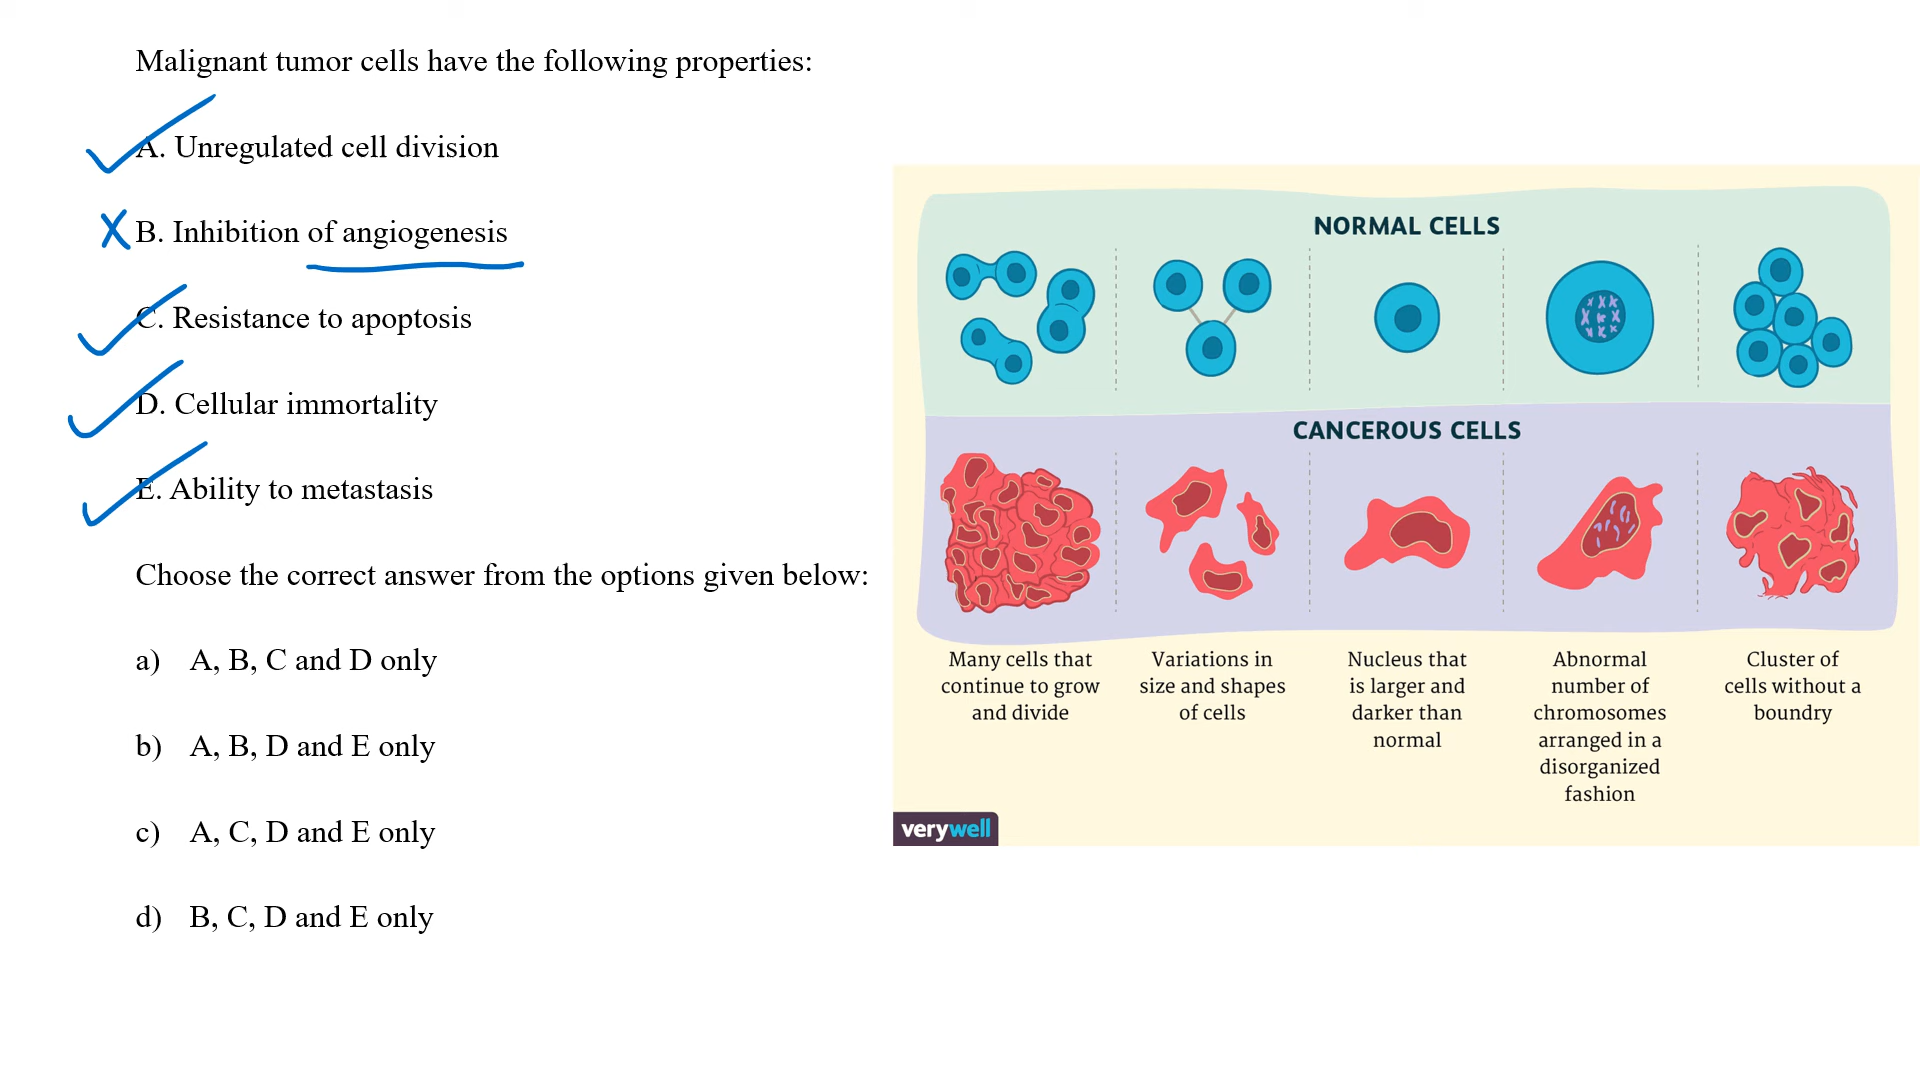 Malignant tumor cells have the following properties:
A. Unregulated cell division
B. Inhibition of angiogenesis
C. Resistance to apoptosis
D. Cellular immortality
E. Ability to metastasis
Choose the correct answer from the options given below:
a) A, B, C and D only
b) A, B, D and E only
c) A, C, D and E only
d) B, C, D and E only
NORMAL CELLS
CANCEROUS CELLS
Many cells that
continue to grow
and divide
Variations in
size and shapes
of cells
Nucleus that
is larger and
darker than
normal
Abnormal
number of
chromosomes
arranged in a
disorganized
fashion
Cluster of
cells without a
boundry
verywell